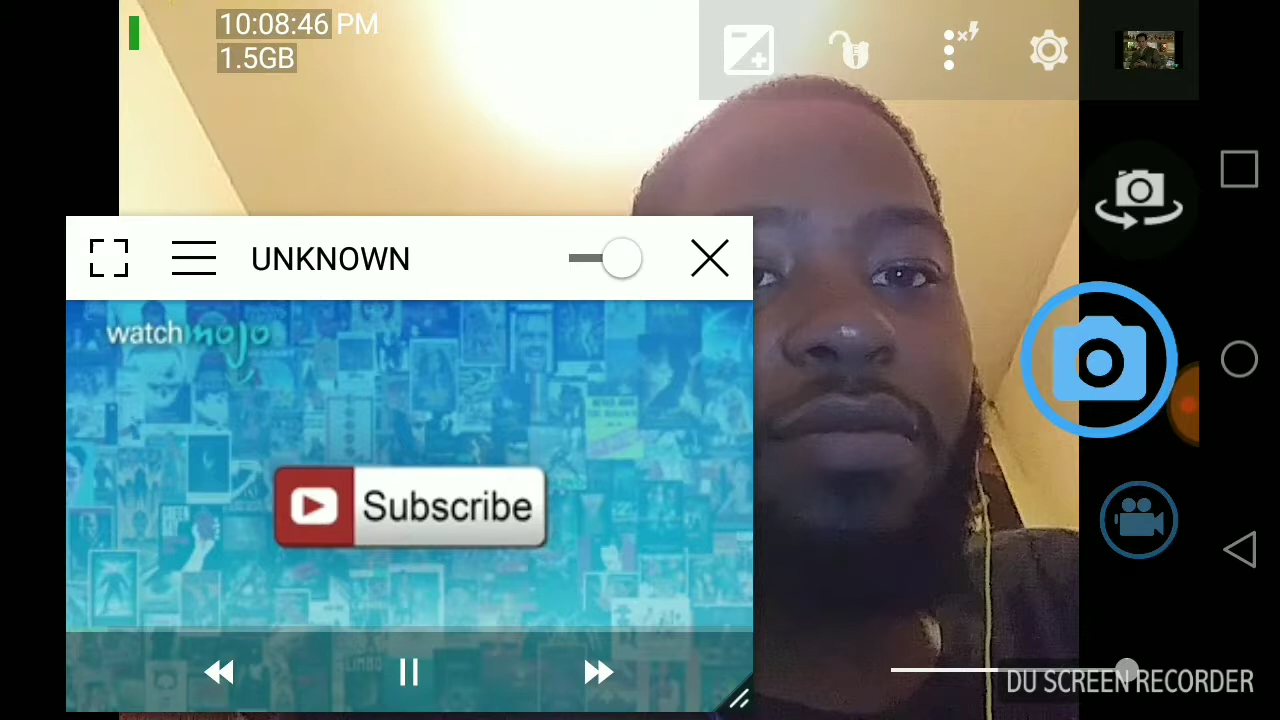 10:08:46 PM
1.5GB
UNKNOWN
watchmojo
Subscribe
DU SCREEN RECORDER